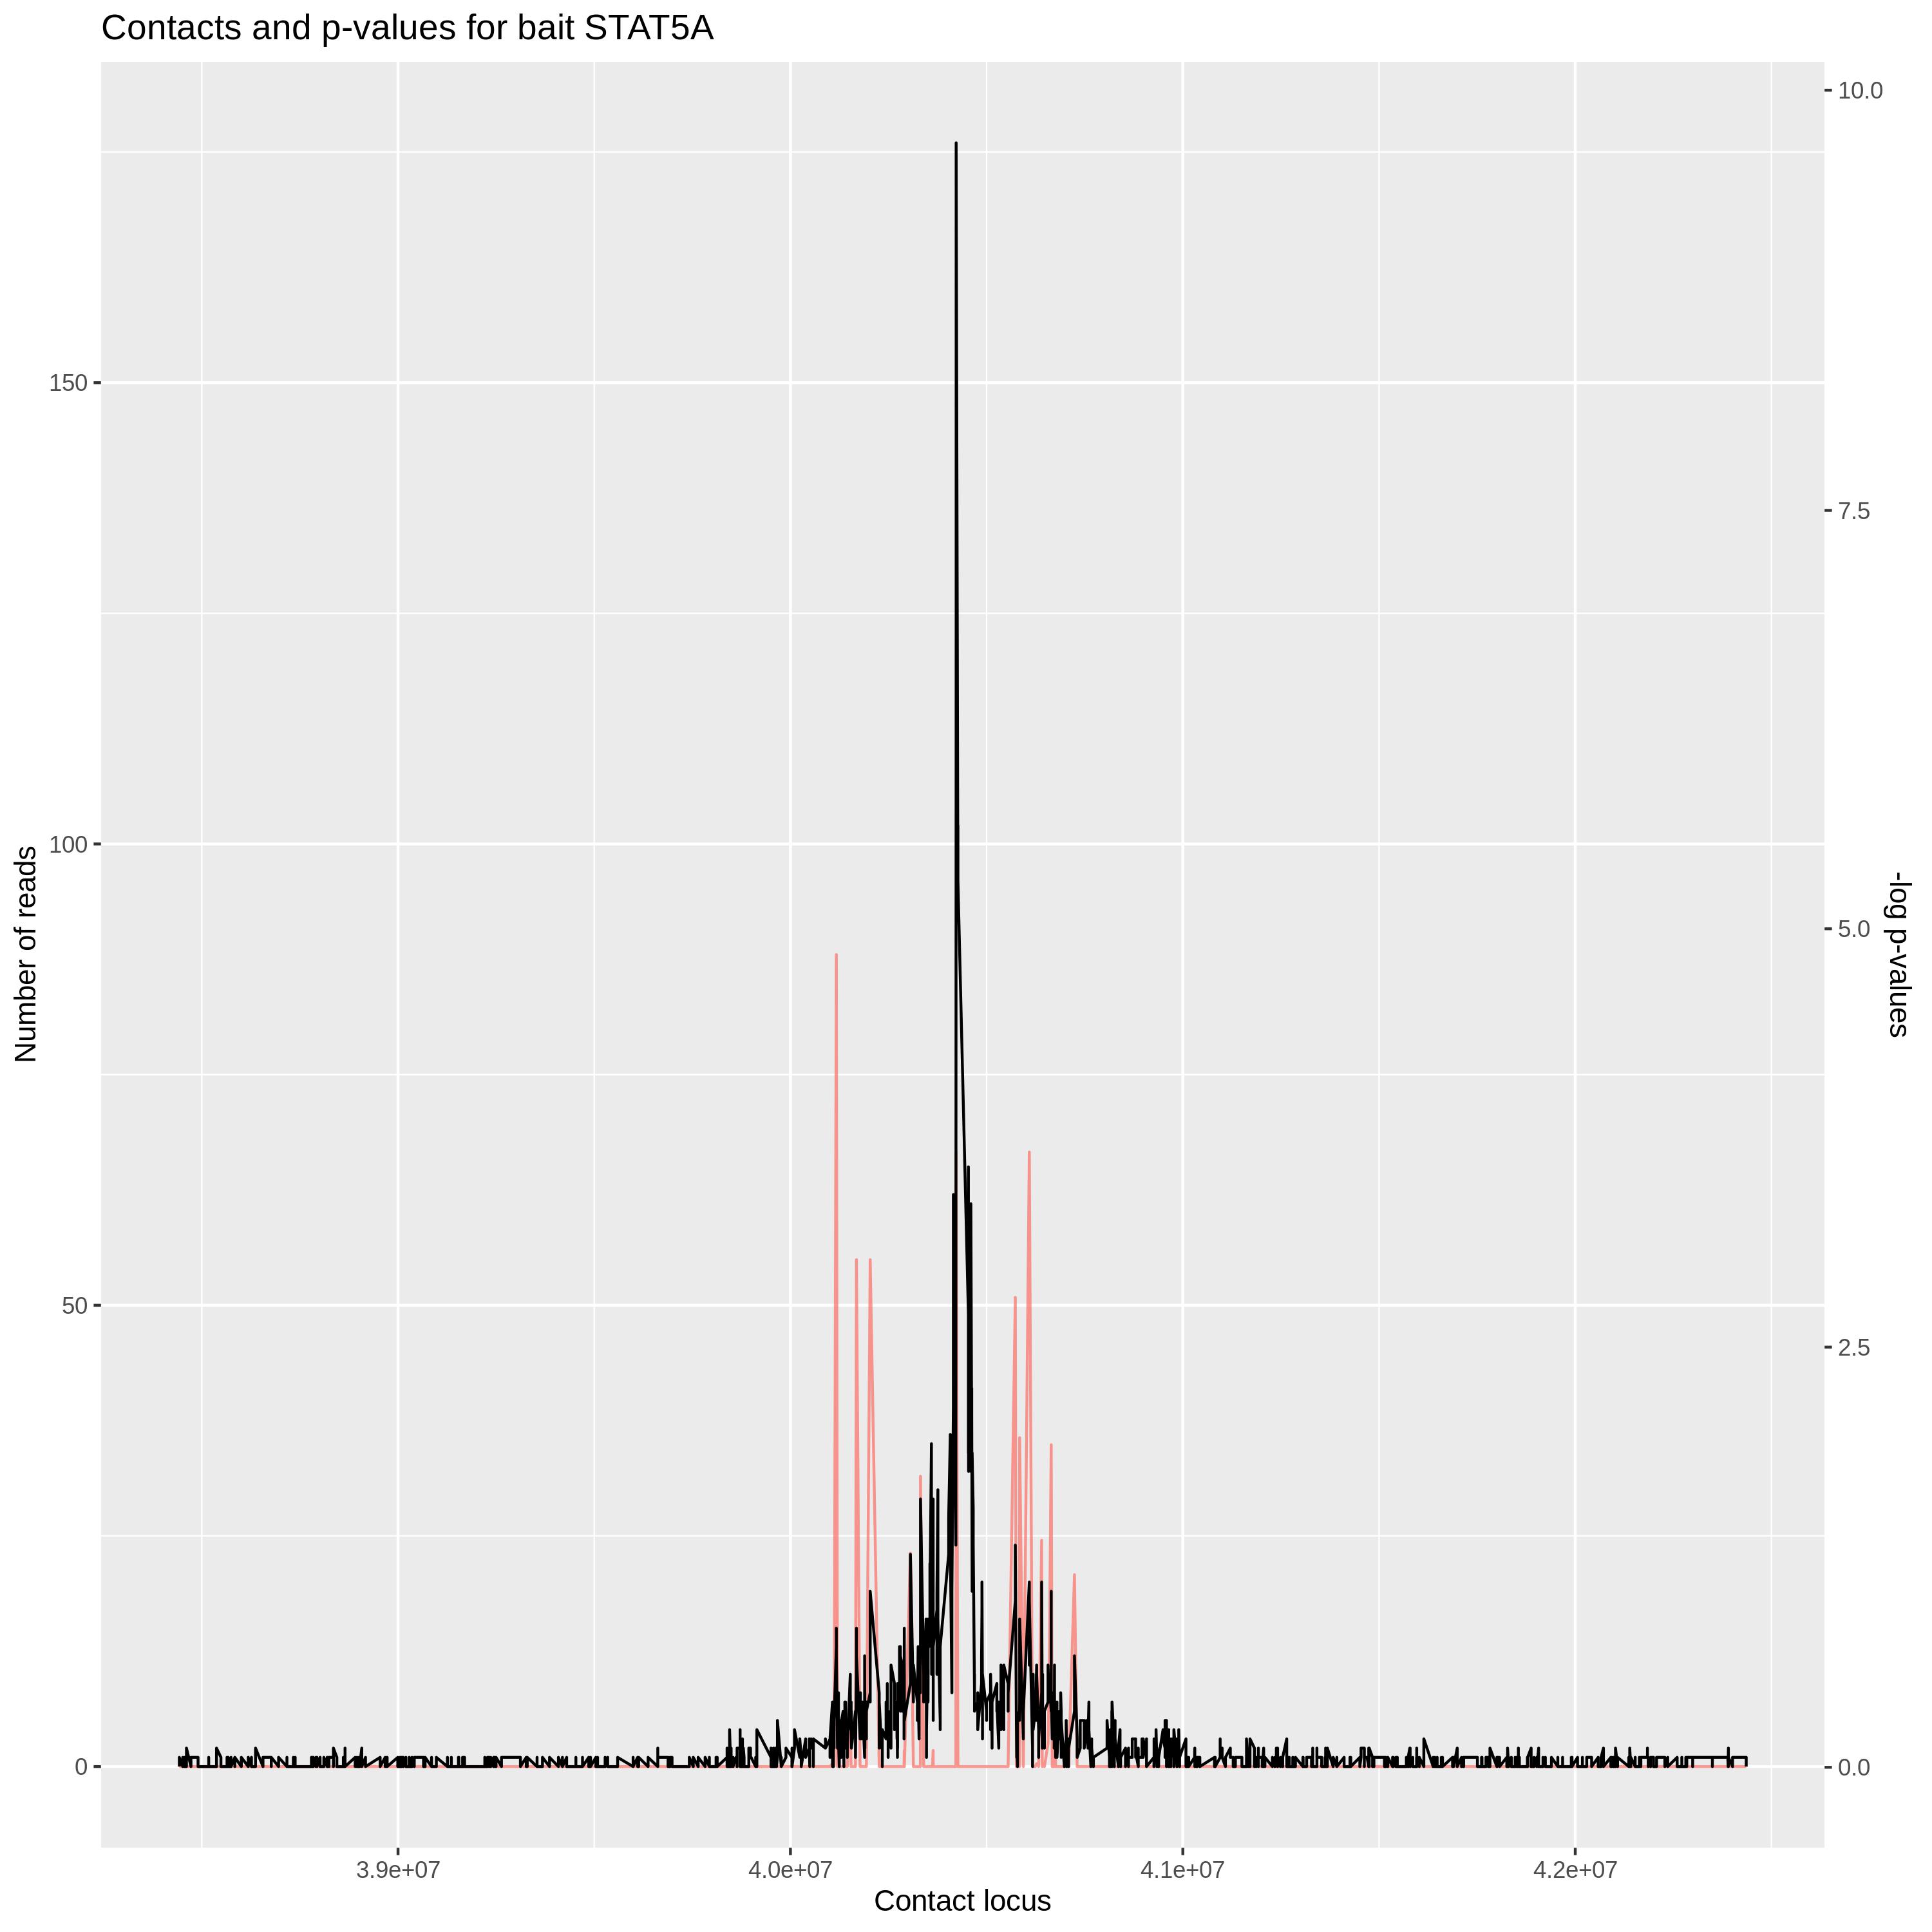 Contacts and p-values for bait STAT5A
Number of reads
150
100
50
0
10.0
7.5
5.0
2.5
0.0
-log p-values
3.9e+07
4.0e+07
4.1e+07
4.2e+07
Contact locus